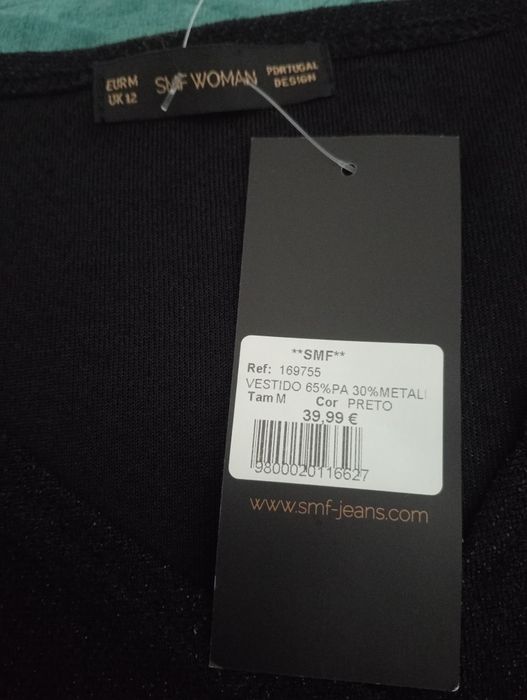 EUR M
UK 12
SMF WOMAN
PORTUGAL
DESIGN
**SMF**
Ref: 169755
VESTIDO 65%PA 30%METALI
Tam M Cor PRETO
39,99 €
9800020116627
www.smf-jeans.com